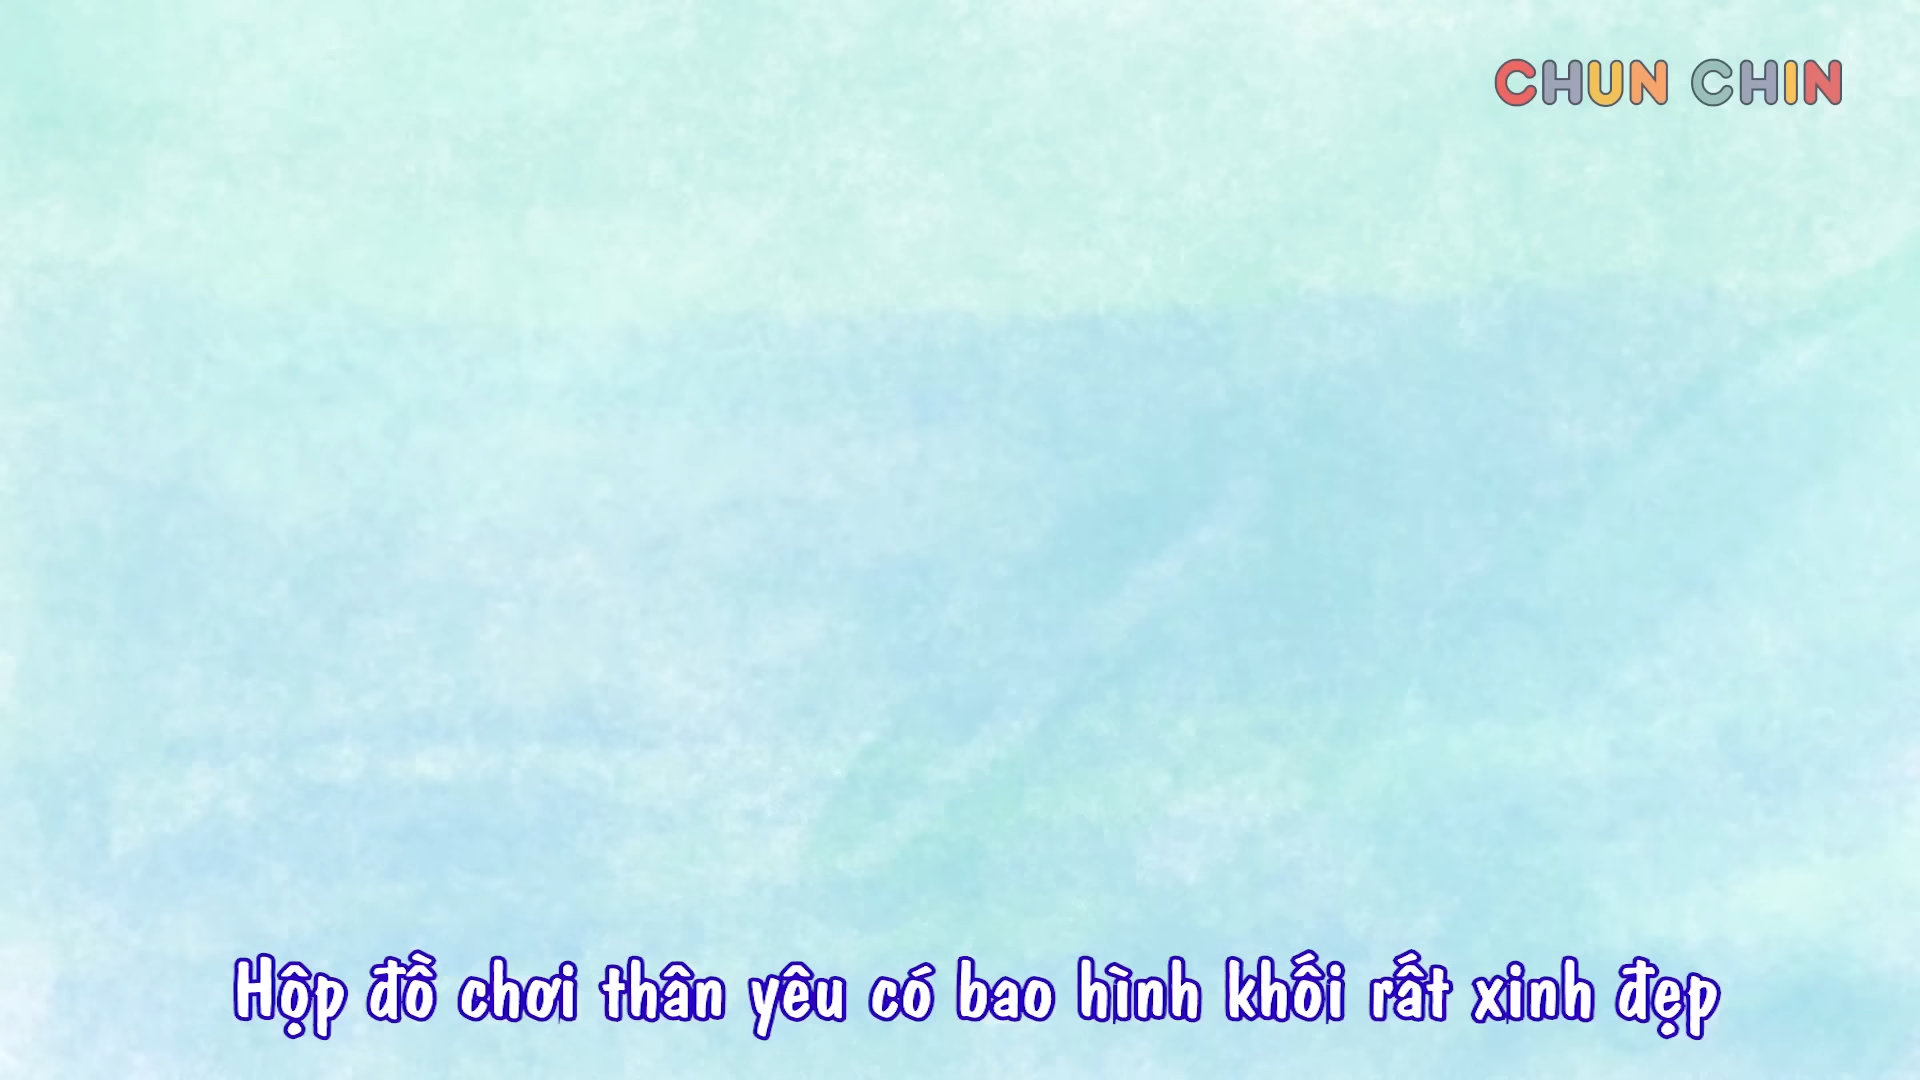 CHUN CHIN
Hộp đồ chơi thân yêu có bao hình khối rất xinh đẹp